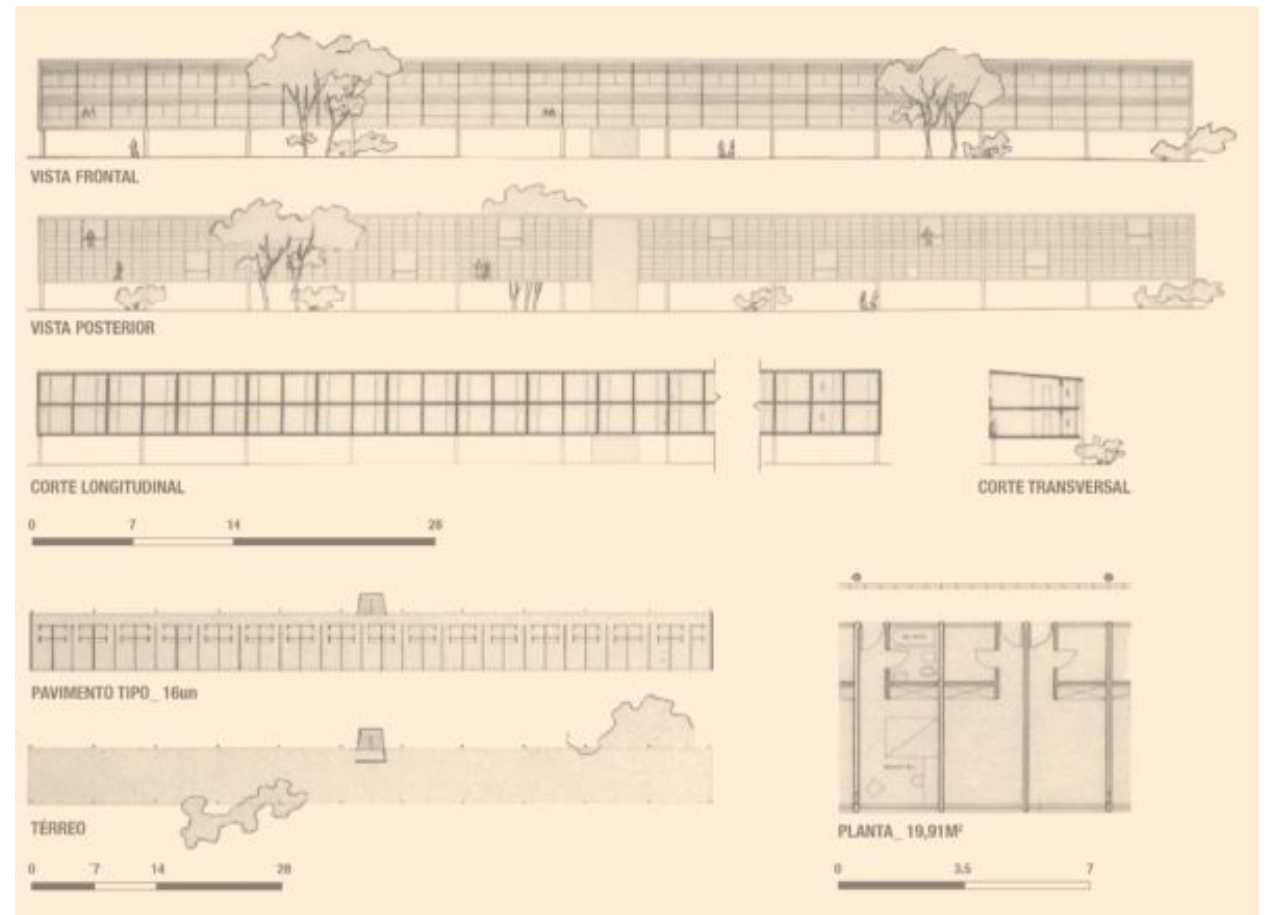 VISTA FRONTAL
VISTA POSTERIOR
CORTE LONGITUDINAL
CORTE TRANSVERSAL
0 7 14 28
PAVIMENTO TIPO_ 16un
TÉRREO
0 7 14 28
PLANTA_ 19,91M²
0 3,5 7